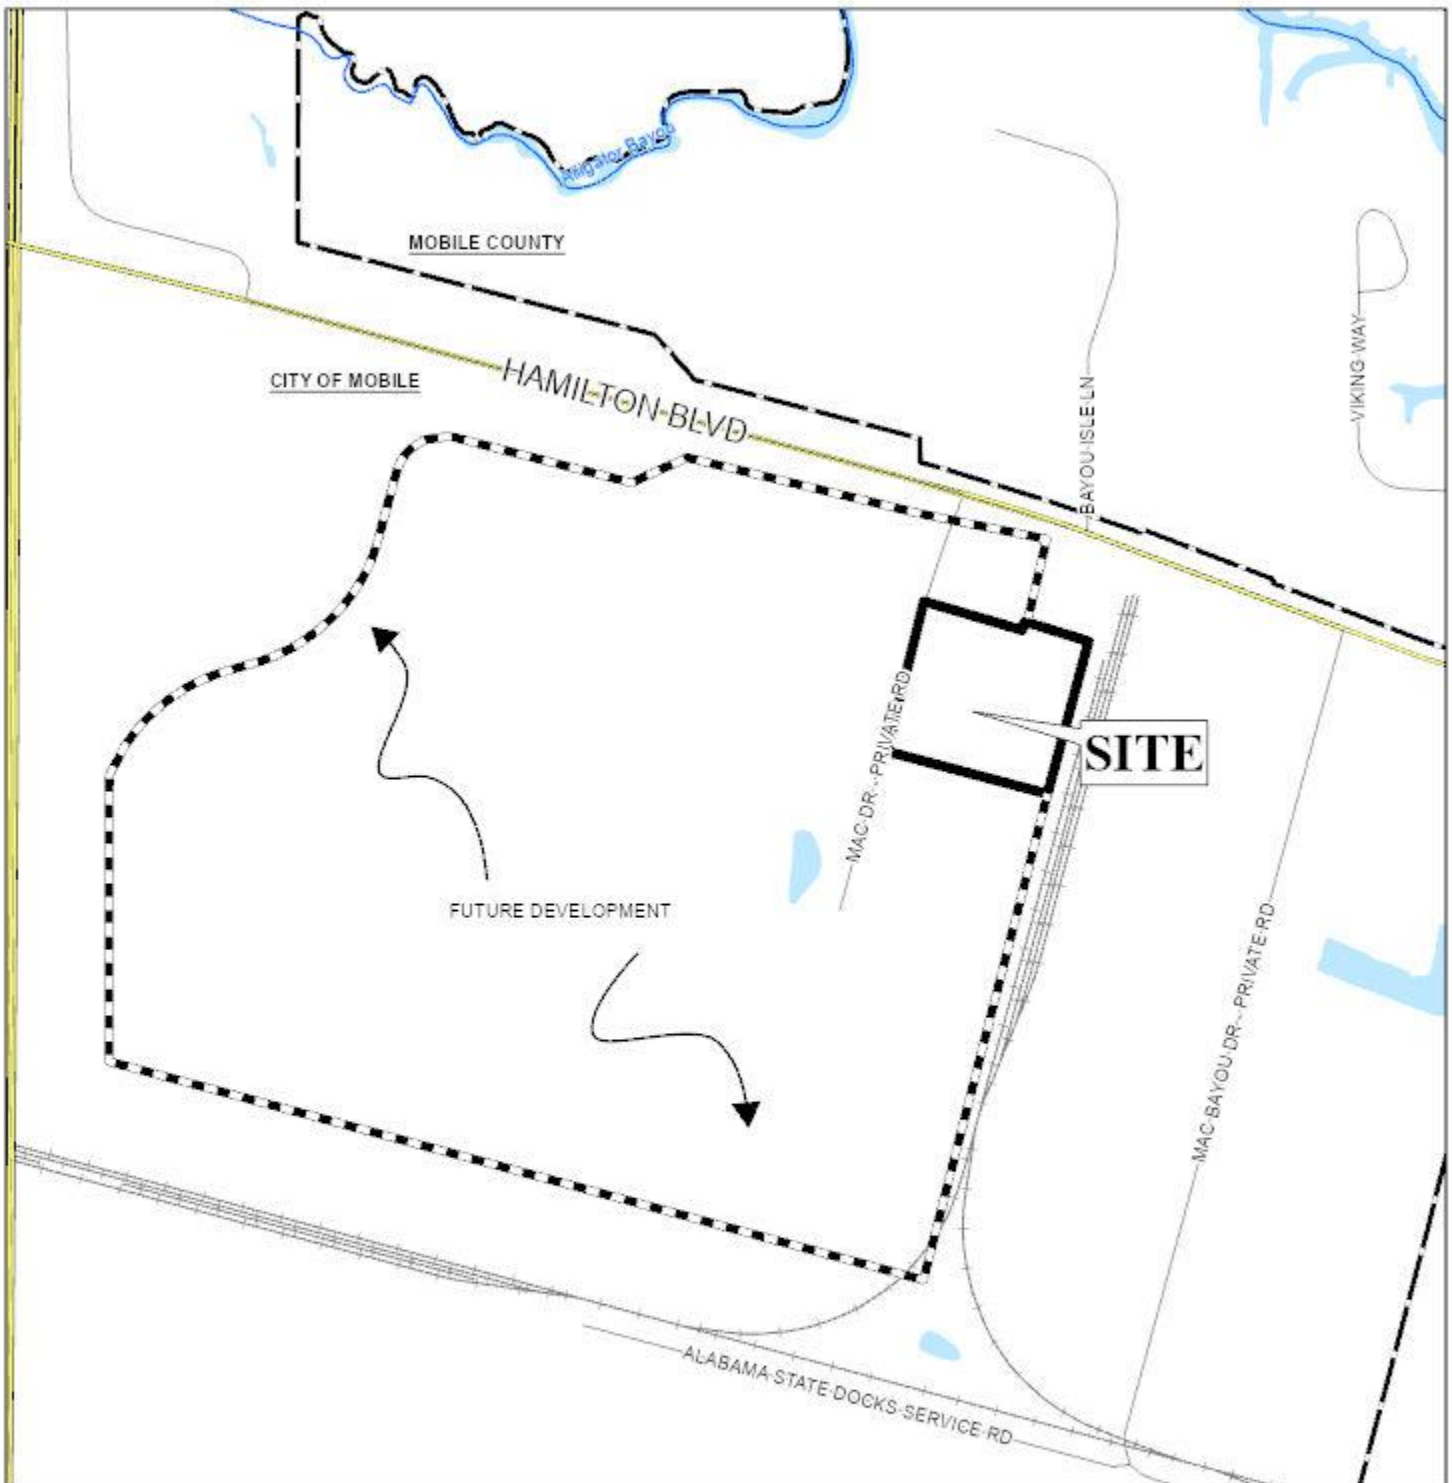 Alligator Bayou
MOBILE COUNTY
CITY OF MOBILE
HAMILTON BLVD
BAYOU ISLE LN
VIKING WAY
MAC DR - PRIVATE RD
SITE
FUTURE DEVELOPMENT
MAC BAYOU DR - PRIVATE RD
ALABAMA STATE DOCKS SERVICE RD